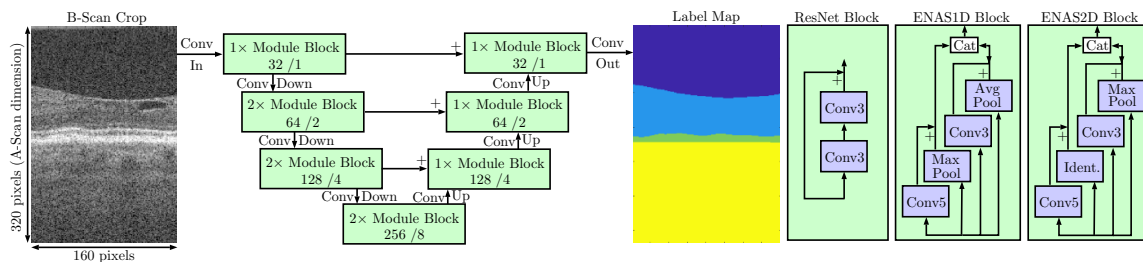 B-Scan Crop
320 pixels (A-Scan dimension)
160 pixels
Conv
In
1× Module Block
32 /1
Conv Down
2× Module Block
64 /2
Conv Down
2× Module Block
128 /4
Conv Down
2× Module Block
256 /8
Conv Up
+
1× Module Block
128 /4
Conv Up
+
1× Module Block
64 /2
Conv Up
+
1× Module Block
32 /1
Conv
Out
Label Map
ResNet Block
+
Conv3
Conv3
ENAS1D Block
Cat
+
Avg
Pool
Conv3
+
Max
Pool
Conv5
ENAS2D Block
Cat
+
Max
Pool
Conv3
+
Ident.
Conv5